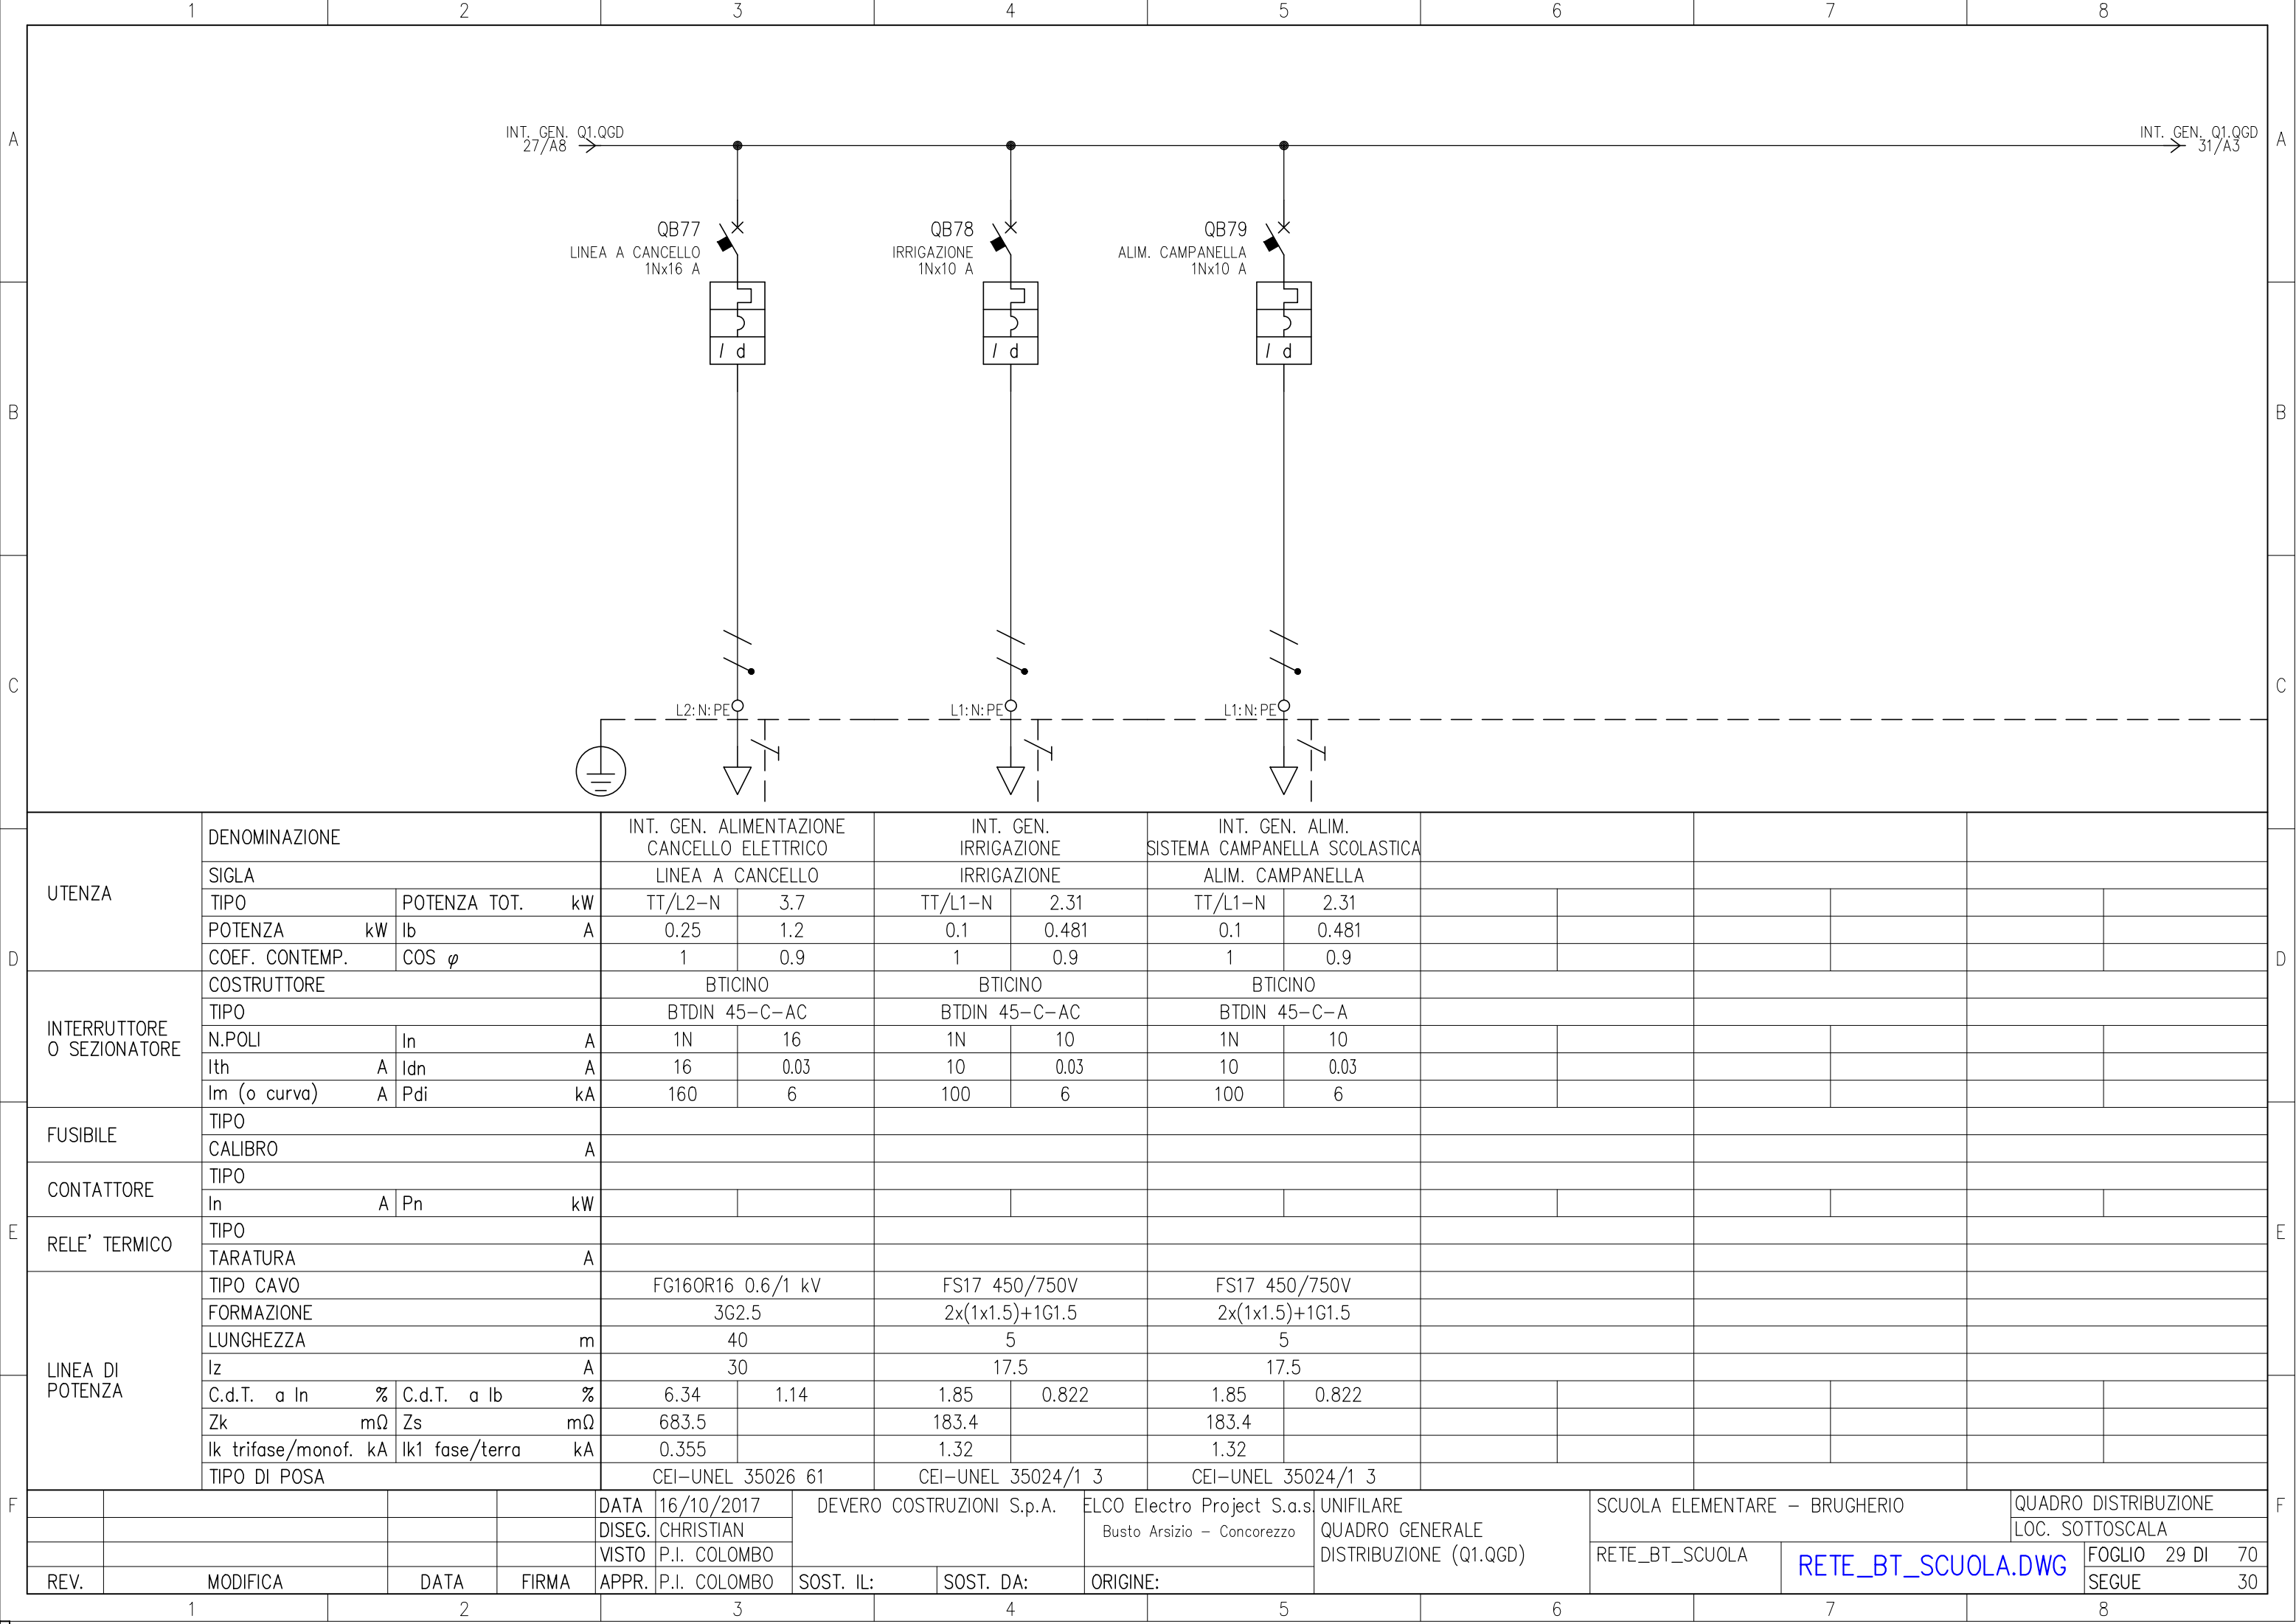 1 2 3 4 5 6 7 8
A A
INT. GEN. Q1.QGD
27/A8
INT. GEN. Q1.QGD
31/A3
QB77
LINEA A CANCELLO
1Nx16 A
QB78
IRRIGAZIONE
1Nx10 A
QB79
ALIM. CAMPANELLA
1Nx10 A
I d I d I d
B B
C C
L2:N:PE L1:N:PE L1:N:PE
UTENZA
DENOMINAZIONE
INT. GEN. ALIMENTAZIONE
CANCELLO ELETTRICO
INT. GEN.
IRRIGAZIONE
INT. GEN. ALIM.
SISTEMA CAMPANELLA SCOLASTICA
SIGLA LINEA A CANCELLO IRRIGAZIONE ALIM. CAMPANELLA
TIPO POTENZA TOT. kW TT/L2-N 3.7 TT/L1-N 2.31 TT/L1-N 2.31
POTENZA kW Ib A 0.25 1.2 0.1 0.481 0.1 0.481
D COEF. CONTEMP. COS φ 1 0.9 1 0.9 1 0.9 D
INTERRUTTORE
O SEZIONATORE
COSTRUTTORE BTICINO BTICINO BTICINO
TIPO BTDIN 45-C-AC BTDIN 45-C-AC BTDIN 45-C-A
N.POLI In A 1N 16 1N 10 1N 10
Ith A Idn A 16 0.03 10 0.03 10 0.03
Im (o curva) A Pdi kA 160 6 100 6 100 6
FUSIBILE
TIPO
CALIBRO A
CONTATTORE
TIPO
In A Pn kW
E E
RELE' TERMICO
TIPO
TARATURA A
LINEA DI
POTENZA
TIPO CAVO FG16OR16 0.6/1 kV FS17 450/750V FS17 450/750V
FORMAZIONE 3G2.5 2x(1x1.5)+1G1.5 2x(1x1.5)+1G1.5
LUNGHEZZA m 40 5 5
Iz A 30 17.5 17.5
C.d.T. a In % C.d.T. a Ib % 6.34 1.14 1.85 0.822 1.85 0.822
Zk mΩ Zs mΩ 683.5 183.4 183.4
Ik trifase/monof. kA Ik1 fase/terra kA 0.355 1.32 1.32
TIPO DI POSA CEI-UNEL 35026 61 CEI-UNEL 35024/1 3 CEI-UNEL 35024/1 3
F F
REV. MODIFICA DATA FIRMA
DATA 16/10/2017
DISEG. CHRISTIAN
VISTO P.I. COLOMBO
APPR. P.I. COLOMBO
DEVERO COSTRUZIONI S.p.A.
SOST. IL: SOST. DA: ORIGINE:
ELCO Electro Project S.a.s.
Busto Arsizio - Concorezzo
UNIFILARE
QUADRO GENERALE
DISTRIBUZIONE (Q1.QGD)
SCUOLA ELEMENTARE - BRUGHERIO
RETE_BT_SCUOLA
RETE_BT_SCUOLA.DWG
QUADRO DISTRIBUZIONE
LOC. SOTTOSCALA
FOGLIO 29 DI 70
SEGUE 30
1 2 3 4 5 6 7 8